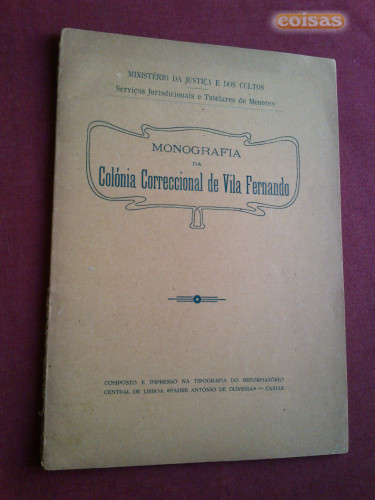 coisas
MINISTÉRIO DA JUSTIÇA E DOS CULTOS
Serviços Jurisdicionais e Tutelares de Menores
MONOGRAFIA
DA
Colónia Correccional de Vila Fernando
COMPOSTO E IMPRESSO NA TIPOGRAFIA DO REFORMATÓRIO
CENTRAL DE LISBOA «PADRE ANTÓNIO DE OLIVEIRA» — CAXIAS